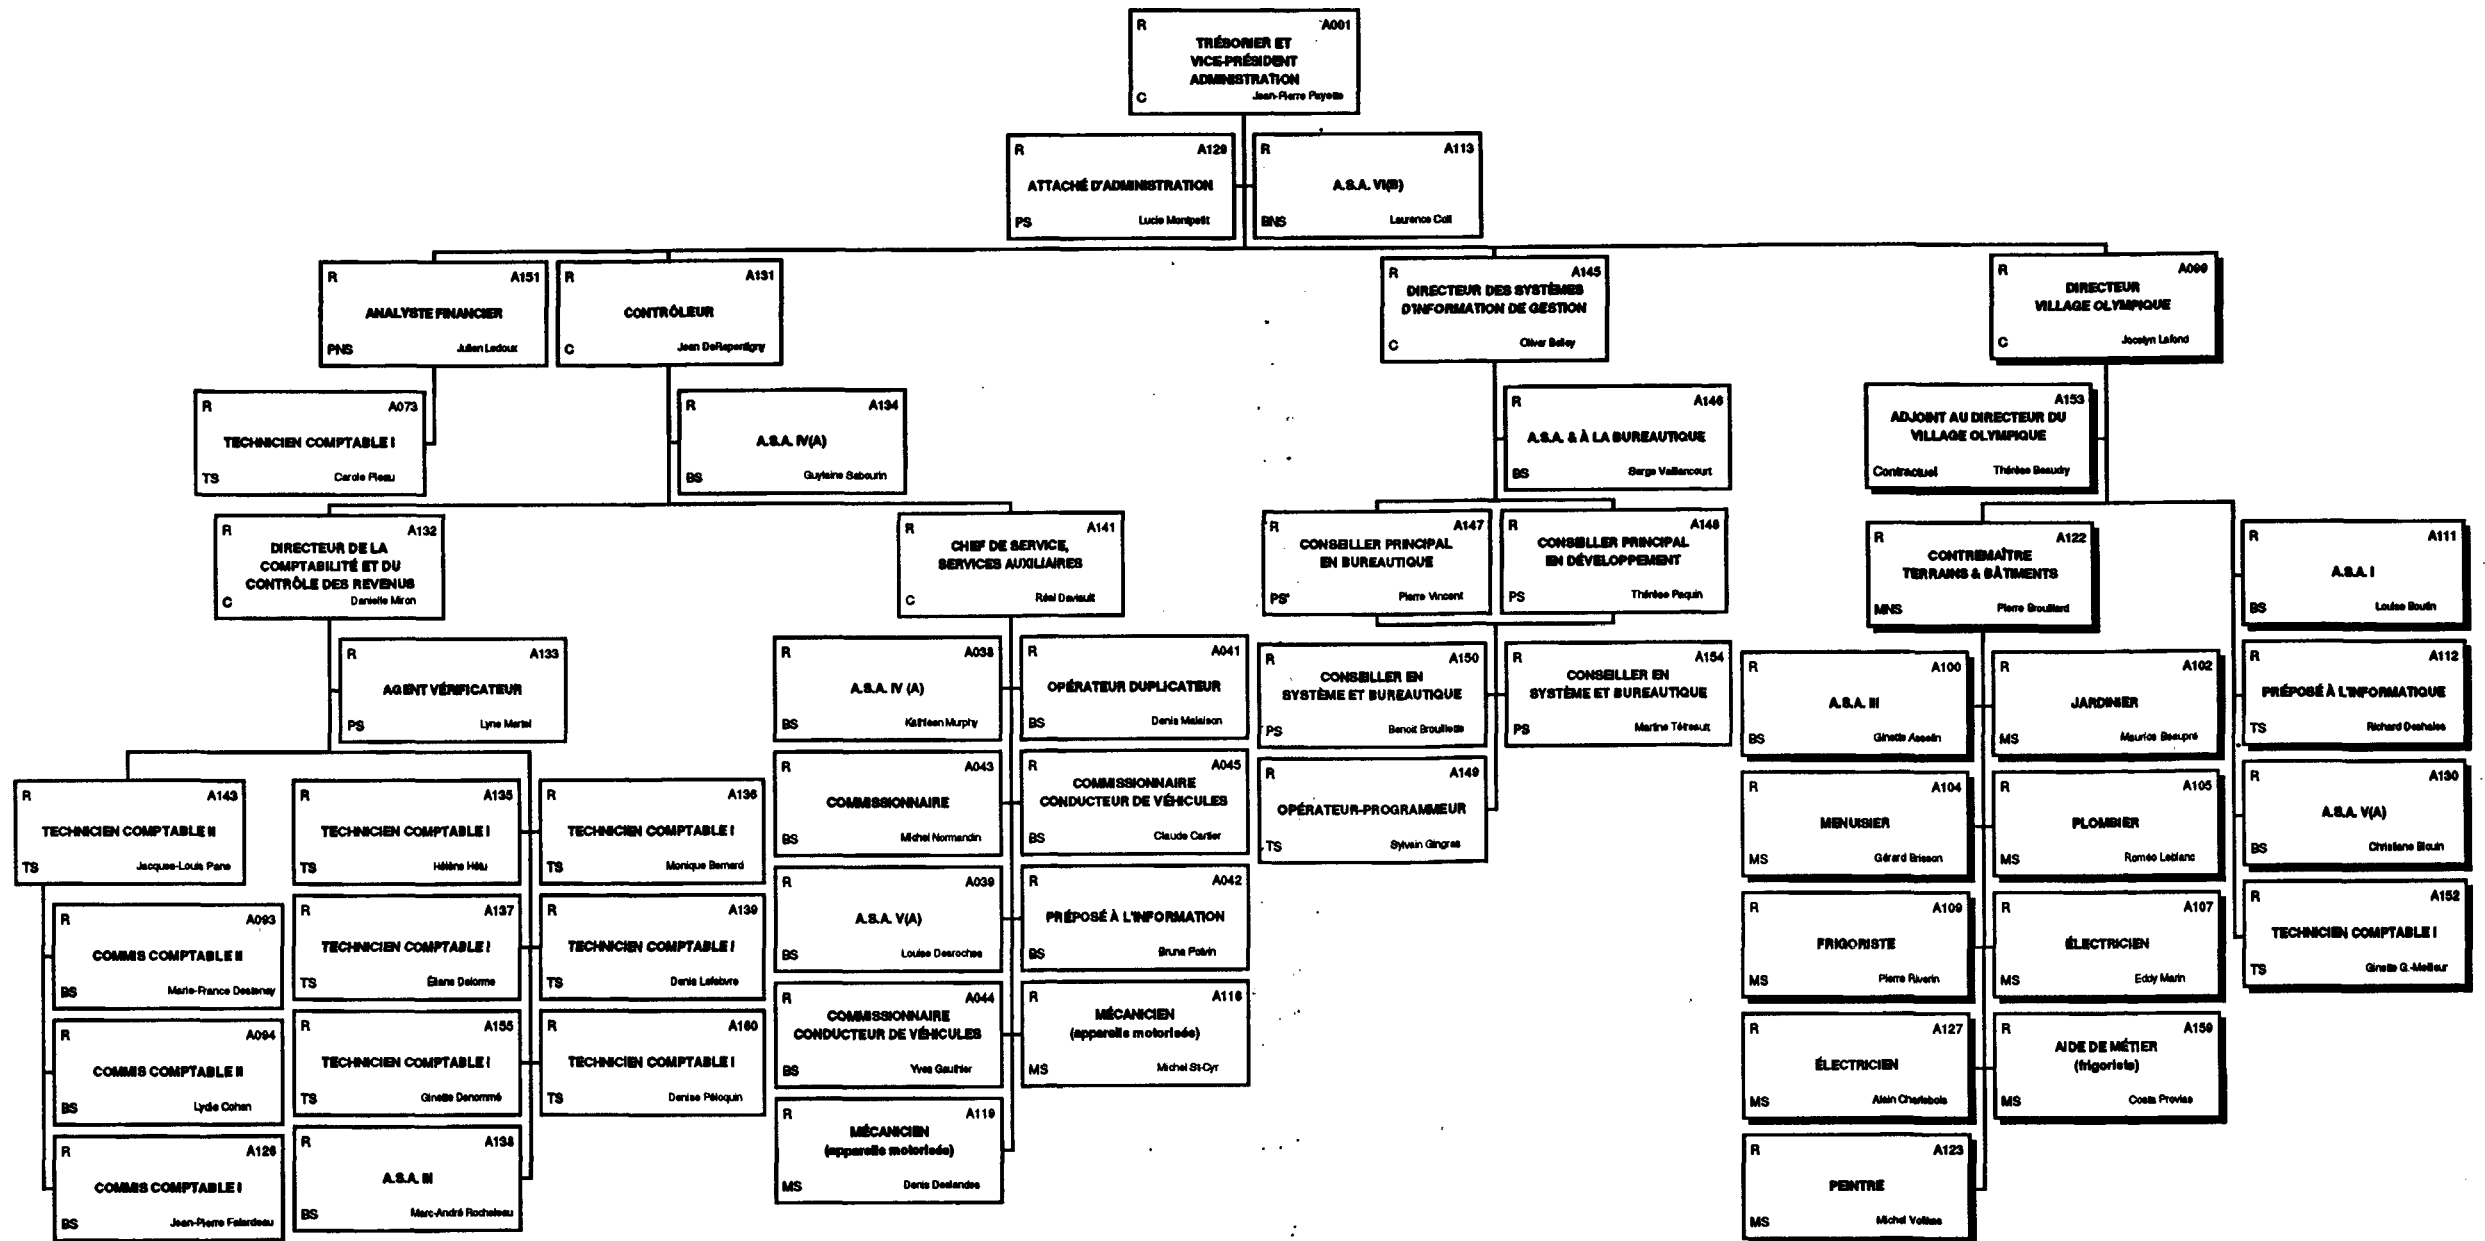 R A001
TRÉSORIER ET
VICE-PRÉSIDENT
ADMINISTRATION
C Jean-Pierre Payette
R A129
ATTACHÉ D'ADMINISTRATION
PS Lucie Montpetit
R A113
A.S.A. VI(B)
BNS Laurence Coll
R A151
ANALYSTE FINANCIER
PNS Julien Ledoux
R A131
CONTRÔLEUR
C Jean DeRepentigny
R A145
DIRECTEUR DES SYSTÈMES
D'INFORMATION DE GESTION
C Oliver Belley
R A099
DIRECTEUR
VILLAGE OLYMPIQUE
C Jocelyn Lafond
R A073
TECHNICIEN COMPTABLE I
TS Carole Pleau
R A134
A.S.A. IV(A)
BS Guylaine Sabourin
R A146
A.S.A. & À LA BUREAUTIQUE
BS Serge Vaillancourt
R A153
ADJOINT AU DIRECTEUR DU
VILLAGE OLYMPIQUE
Contractuel Thérèse Beaudry
R A132
DIRECTEUR DE LA
COMPTABILITÉ ET DU
CONTRÔLE DES REVENUS
C Danielle Miron
R A141
CHEF DE SERVICE,
SERVICES AUXILIAIRES
C Réal Daviault
R A147
CONSEILLER PRINCIPAL
EN BUREAUTIQUE
PS Pierre Vincent
R A148
CONSEILLER PRINCIPAL
EN DÉVELOPPEMENT
PS Thérèse Paquin
R A122
CONTREMAÎTRE
TERRAINS & BÂTIMENTS
MNS Pierre Brouillard
R A111
A.S.A. I
BS Louise Boutin
R A133
AGENT VÉRIFICATEUR
PS Lyne Martel
R A038
A.S.A. IV (A)
BS Kathleen Murphy
R A041
OPÉRATEUR DUPLICATEUR
BS Denis Malaison
R A150
CONSEILLER EN
SYSTÈME ET BUREAUTIQUE
PS Benoit Brouillette
R A154
CONSEILLER EN
SYSTÈME ET BUREAUTIQUE
PS Martine Tétreault
R A100
A.S.A. III
BS Ginette Asselin
R A102
JARDINIER
MS Maurice Beaupré
R A112
PRÉPOSÉ À L'INFORMATIQUE
TS Richard Deshaies
R A143
TECHNICIEN COMPTABLE II
TS Jacques-Louis Pane
R A135
TECHNICIEN COMPTABLE I
TS Hélène Hétu
R A136
TECHNICIEN COMPTABLE I
TS Monique Bernard
R A043
COMMISSIONNAIRE
BS Michel Normandin
R A045
COMMISSIONNAIRE
CONDUCTEUR DE VÉHICULES
BS Claude Cartier
R A149
OPÉRATEUR-PROGRAMMEUR
TS Sylvain Gingras
R A104
MENUISIER
MS Gérard Brisson
R A105
PLOMBIER
MS Roméo Leblanc
R A130
A.S.A. V(A)
BS Christiane Blouin
R A093
COMMIS COMPTABLE II
BS Marie-France
R A137
TECHNICIEN COMPTABLE I
TS Éliane Delorme
R A139
TECHNICIEN COMPTABLE I
TS Denis Lefebvre
R A039
A.S.A. V(A)
BS Louise Desroches
R A042
PRÉPOSÉ À L'INFORMATION
BS Bruna Poivin
R A109
FRIGORISTE
MS Pierre Riverin
R A107
ÉLECTRICIEN
MS Eddy Marin
R A152
TECHNICIEN COMPTABLE I
TS Ginette G.-Meilleur
R A094
COMMIS COMPTABLE II
BS Lydie Cohen
R A155
TECHNICIEN COMPTABLE I
TS Ginette Denommé
R A160
TECHNICIEN COMPTABLE I
TS Denise Péloquin
R A044
COMMISSIONNAIRE
CONDUCTEUR DE VÉHICULES
BS Yves Gauthier
R A118
MÉCANICIEN
(appareils motorisés)
MS Michel St-Cyr
R A127
ÉLECTRICIEN
MS Alain Charlebois
R A159
AIDE DE MÉTIER
(frigoriste)
MS Costa
R A126
COMMIS COMPTABLE I
BS Jean-Pierre Falardeau
R A138
A.S.A. III
BS Marc-André Rocheleau
R A119
MÉCANICIEN
(appareils motorisés)
MS Denis Deslandes
R A123
PEINTRE
MS Michel